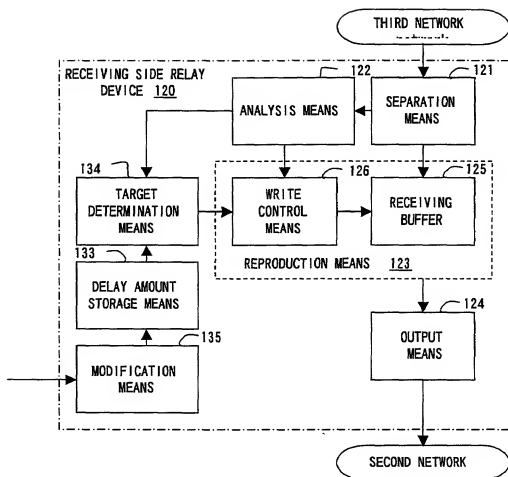 THIRD NETWORK
network
RECEIVING SIDE RELAY
DEVICE 120
122
121
ANALYSIS MEANS
SEPARATION
MEANS
134
126
125
TARGET
DETERMINATION
MEANS
WRITE
CONTROL
MEANS
RECEIVING
BUFFER
133
REPRODUCTION MEANS 123
DELAY AMOUNT
STORAGE MEANS
124
135
OUTPUT
MEANS
MODIFICATION
MEANS
SECOND NETWORK